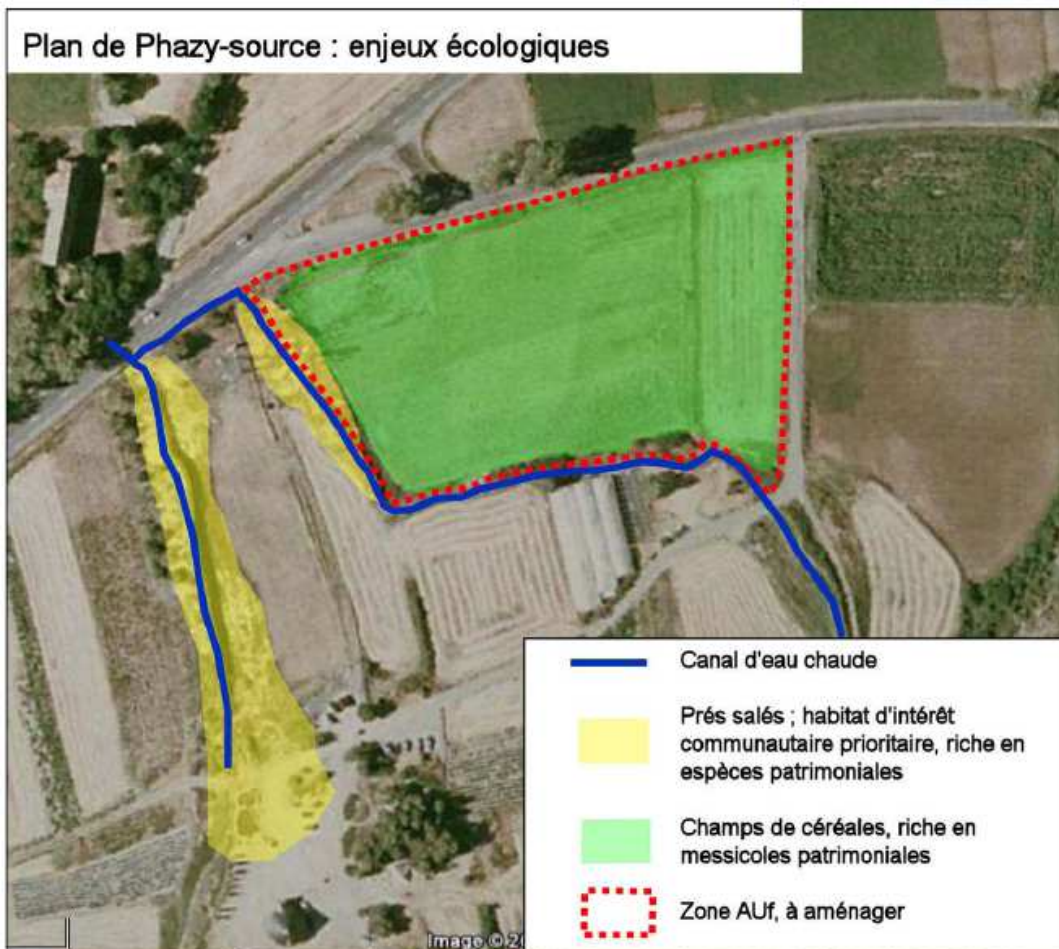 Plan de Phazy-source : enjeux écologiques
Canal d'eau chaude
Prés salés ; habitat d'intérêt
communautaire prioritaire, riche en
espèces patrimoniales
Champs de céréales, riche en
messicoles patrimoniales
Zone AUf, à aménager
Image ©